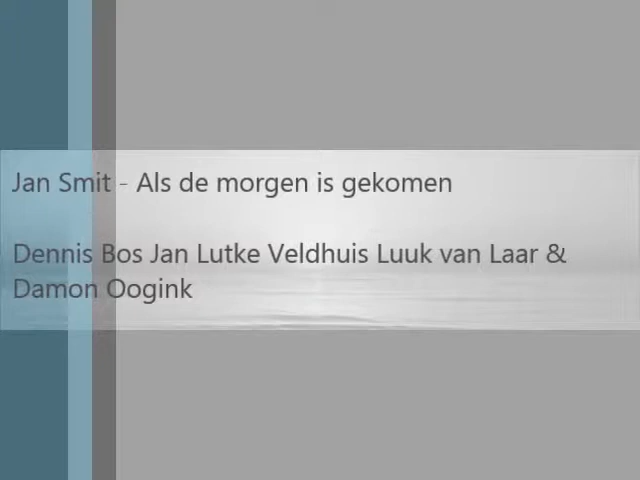 Jan Smit - Als de morgen is gekomen
Dennis Bos Jan Lutke Veldhuis Luuk van Laar &
Damon Oogink